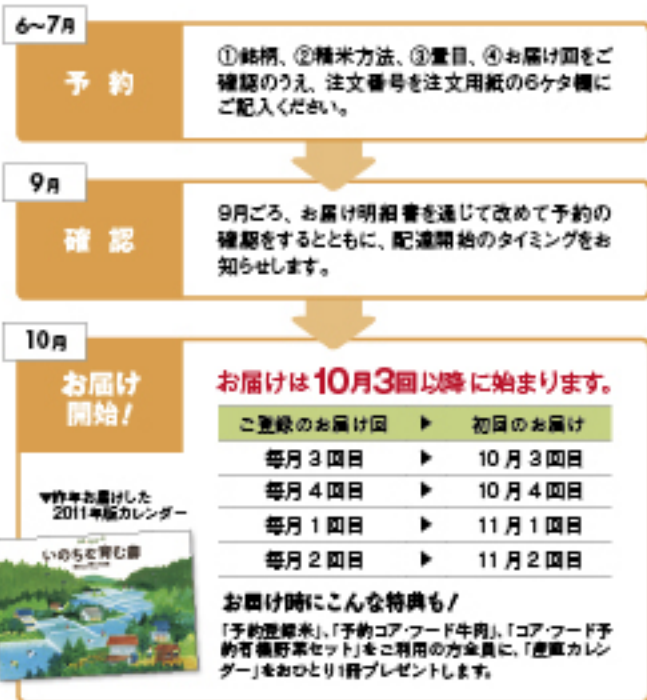 6〜7月
予約
①銘柄、②精米方法、③量目、④お届け回をご
確認のうえ、注文番号を注文用紙の6ケタ欄に
ご記入ください。
9月
確認
9月ごろ、お届け明細書を通じて改めて予約の
確認をするとともに、配達開始のタイミングをお
知らせします。
10月
お届け
開始!
お届けは10月3回以降に始まります。
ご登録のお届け回 ▶ 初回のお届け
毎月3回目 ▶ 10月3回目
毎月4回目 ▶ 10月4回目
毎月1回目 ▶ 11月1回目
毎月2回目 ▶ 11月2回目
▼昨年お届けした
2011年版カレンダー
いのちを育む
お届け時にこんな特典も!
「予約登録米」、「予約コア・フード牛肉」、「コア・フード予
約有機野菜セット」をご利用の方全員に、「産直カレン
ダー」をおひとり1冊プレゼントします。